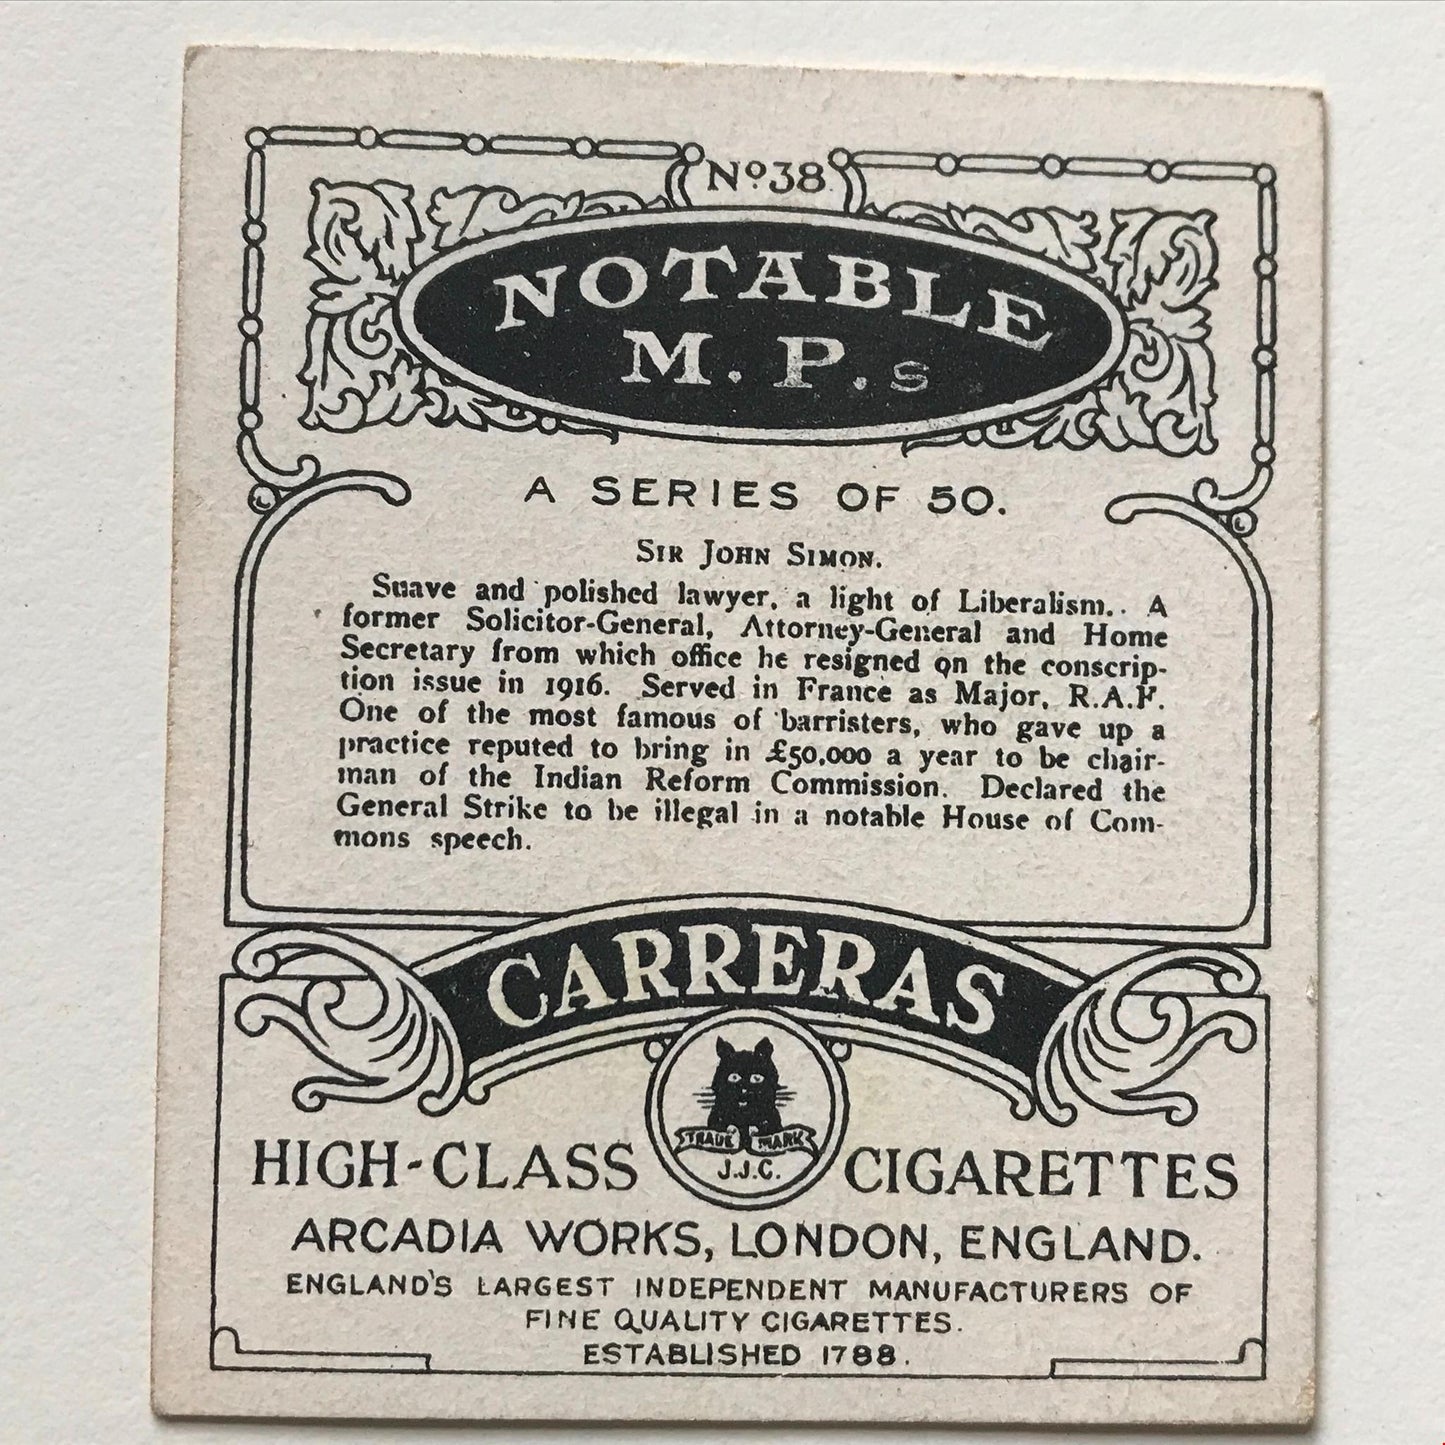 Nº 38
NOTABLE
M.P.s
A SERIES OF 50.
SIR JOHN SIMON.
Suave and polished lawyer, a light of Liberalism. A
former Solicitor-General, Attorney-General and Home
Secretary from which office he resigned on the conscrip-
tion issue in 1916. Served in France as Major, R.A.F.
One of the most famous of barristers, who gave up a
practice reputed to bring in £50,000 a year to be chair-
man of the Indian Reform Commission. Declared the
General Strike to be illegal in a notable House of Com-
mons speech.
CARRERAS
TRADE MARK
J.J.C.
HIGH-CLASS CIGARETTES
ARCADIA WORKS, LONDON, ENGLAND.
ENGLAND'S LARGEST INDEPENDENT MANUFACTURERS OF
FINE QUALITY CIGARETTES.
ESTABLISHED 1788.